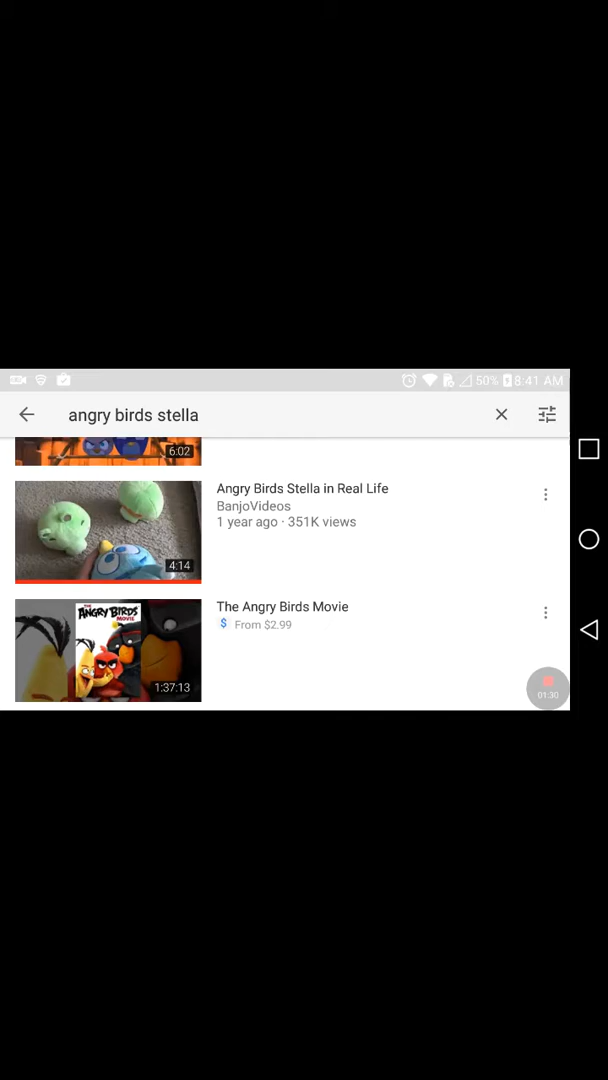 50% 8:41 AM
angry birds stella
6:02
Angry Birds Stella in Real Life
BanjoVideos
1 year ago · 351K views
4:14
The Angry Birds Movie
$ From $2.99
THE
ANGRY BIRDS
MOVIE
1:37:13
01:30